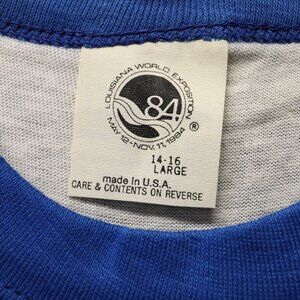 LOUISIANA WORLD EXPOSITION
84
MAY 12-NOV. 11, 1984
®
14-16
LARGE
made in U.S.A.
CARE & CONTENTS ON REVERSE